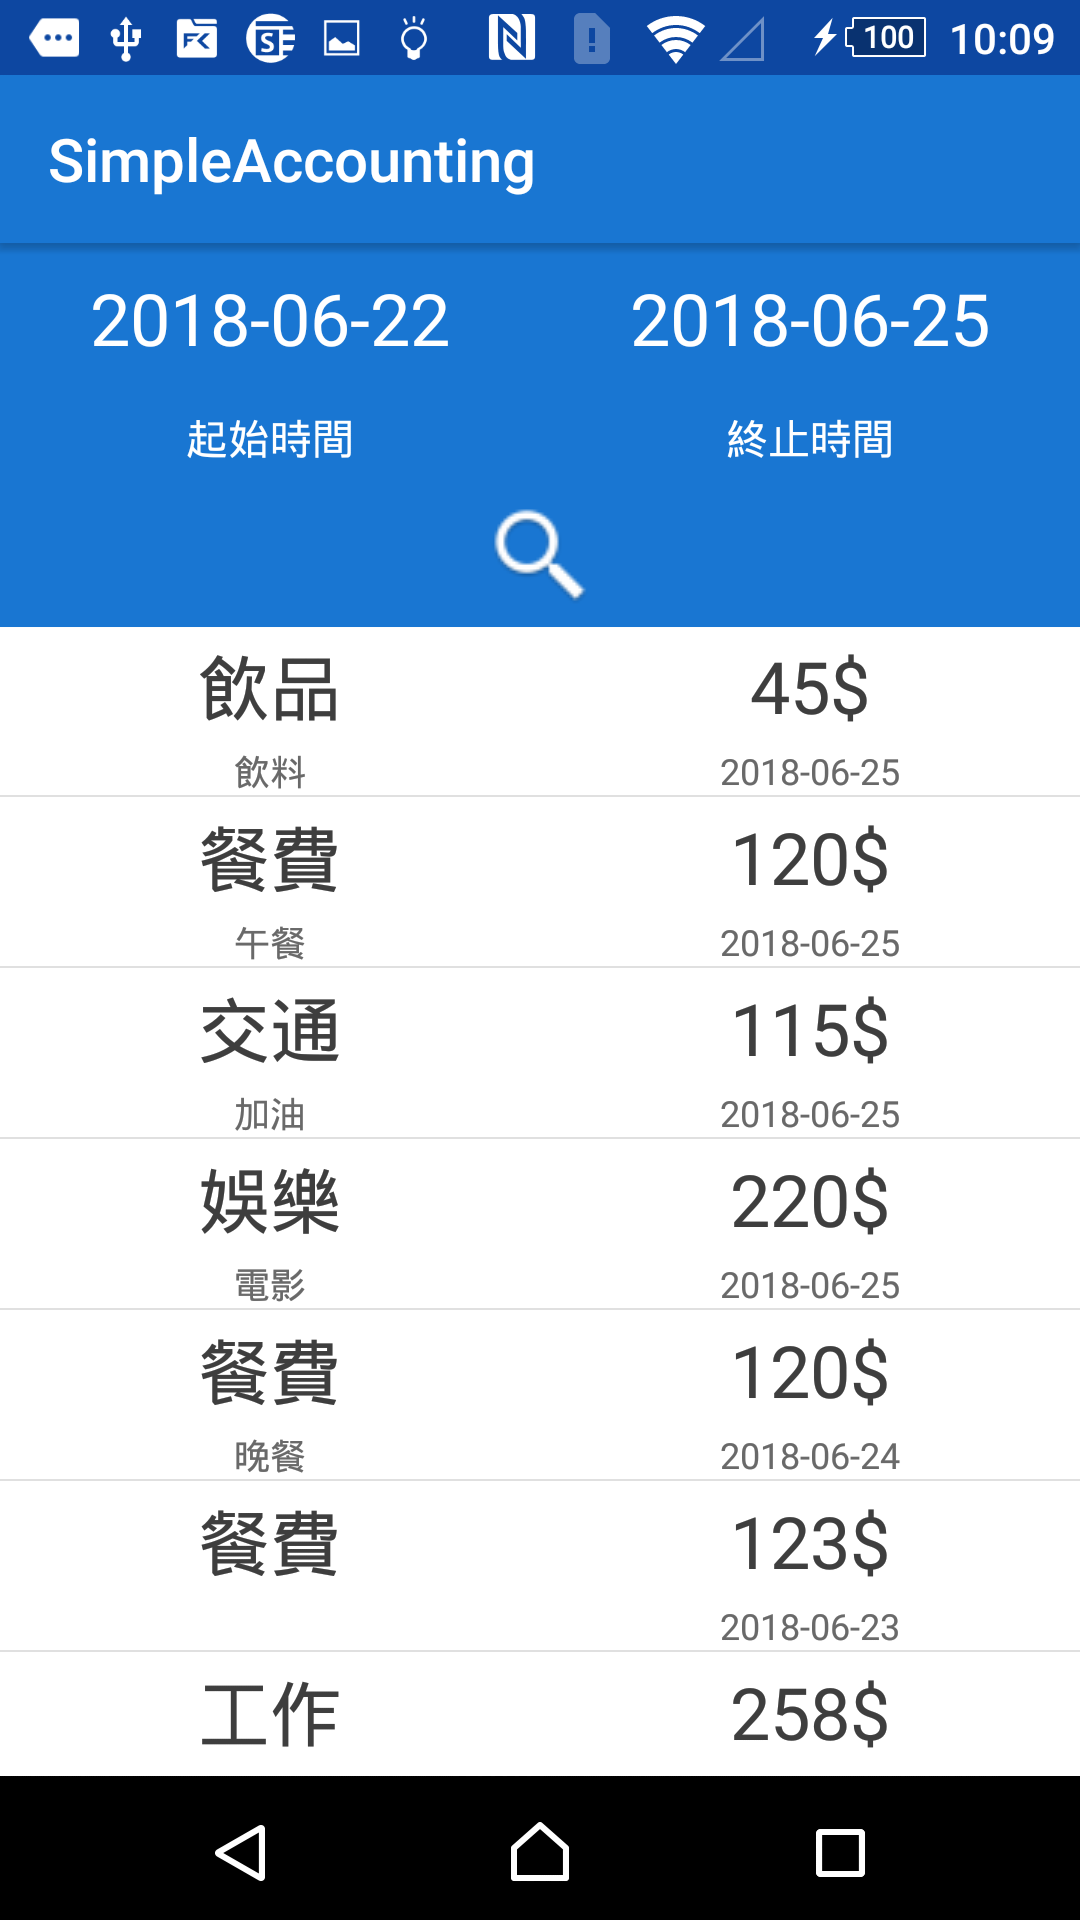 100 10:09
SimpleAccounting
2018-06-22 2018-06-25
起始時間 終止時間
飲品 45$
飲料 2018-06-25
餐費 120$
午餐 2018-06-25
交通 115$
加油 2018-06-25
娛樂 220$
電影 2018-06-25
餐費 120$
晚餐 2018-06-24
餐費 123$
2018-06-23
工作 258$